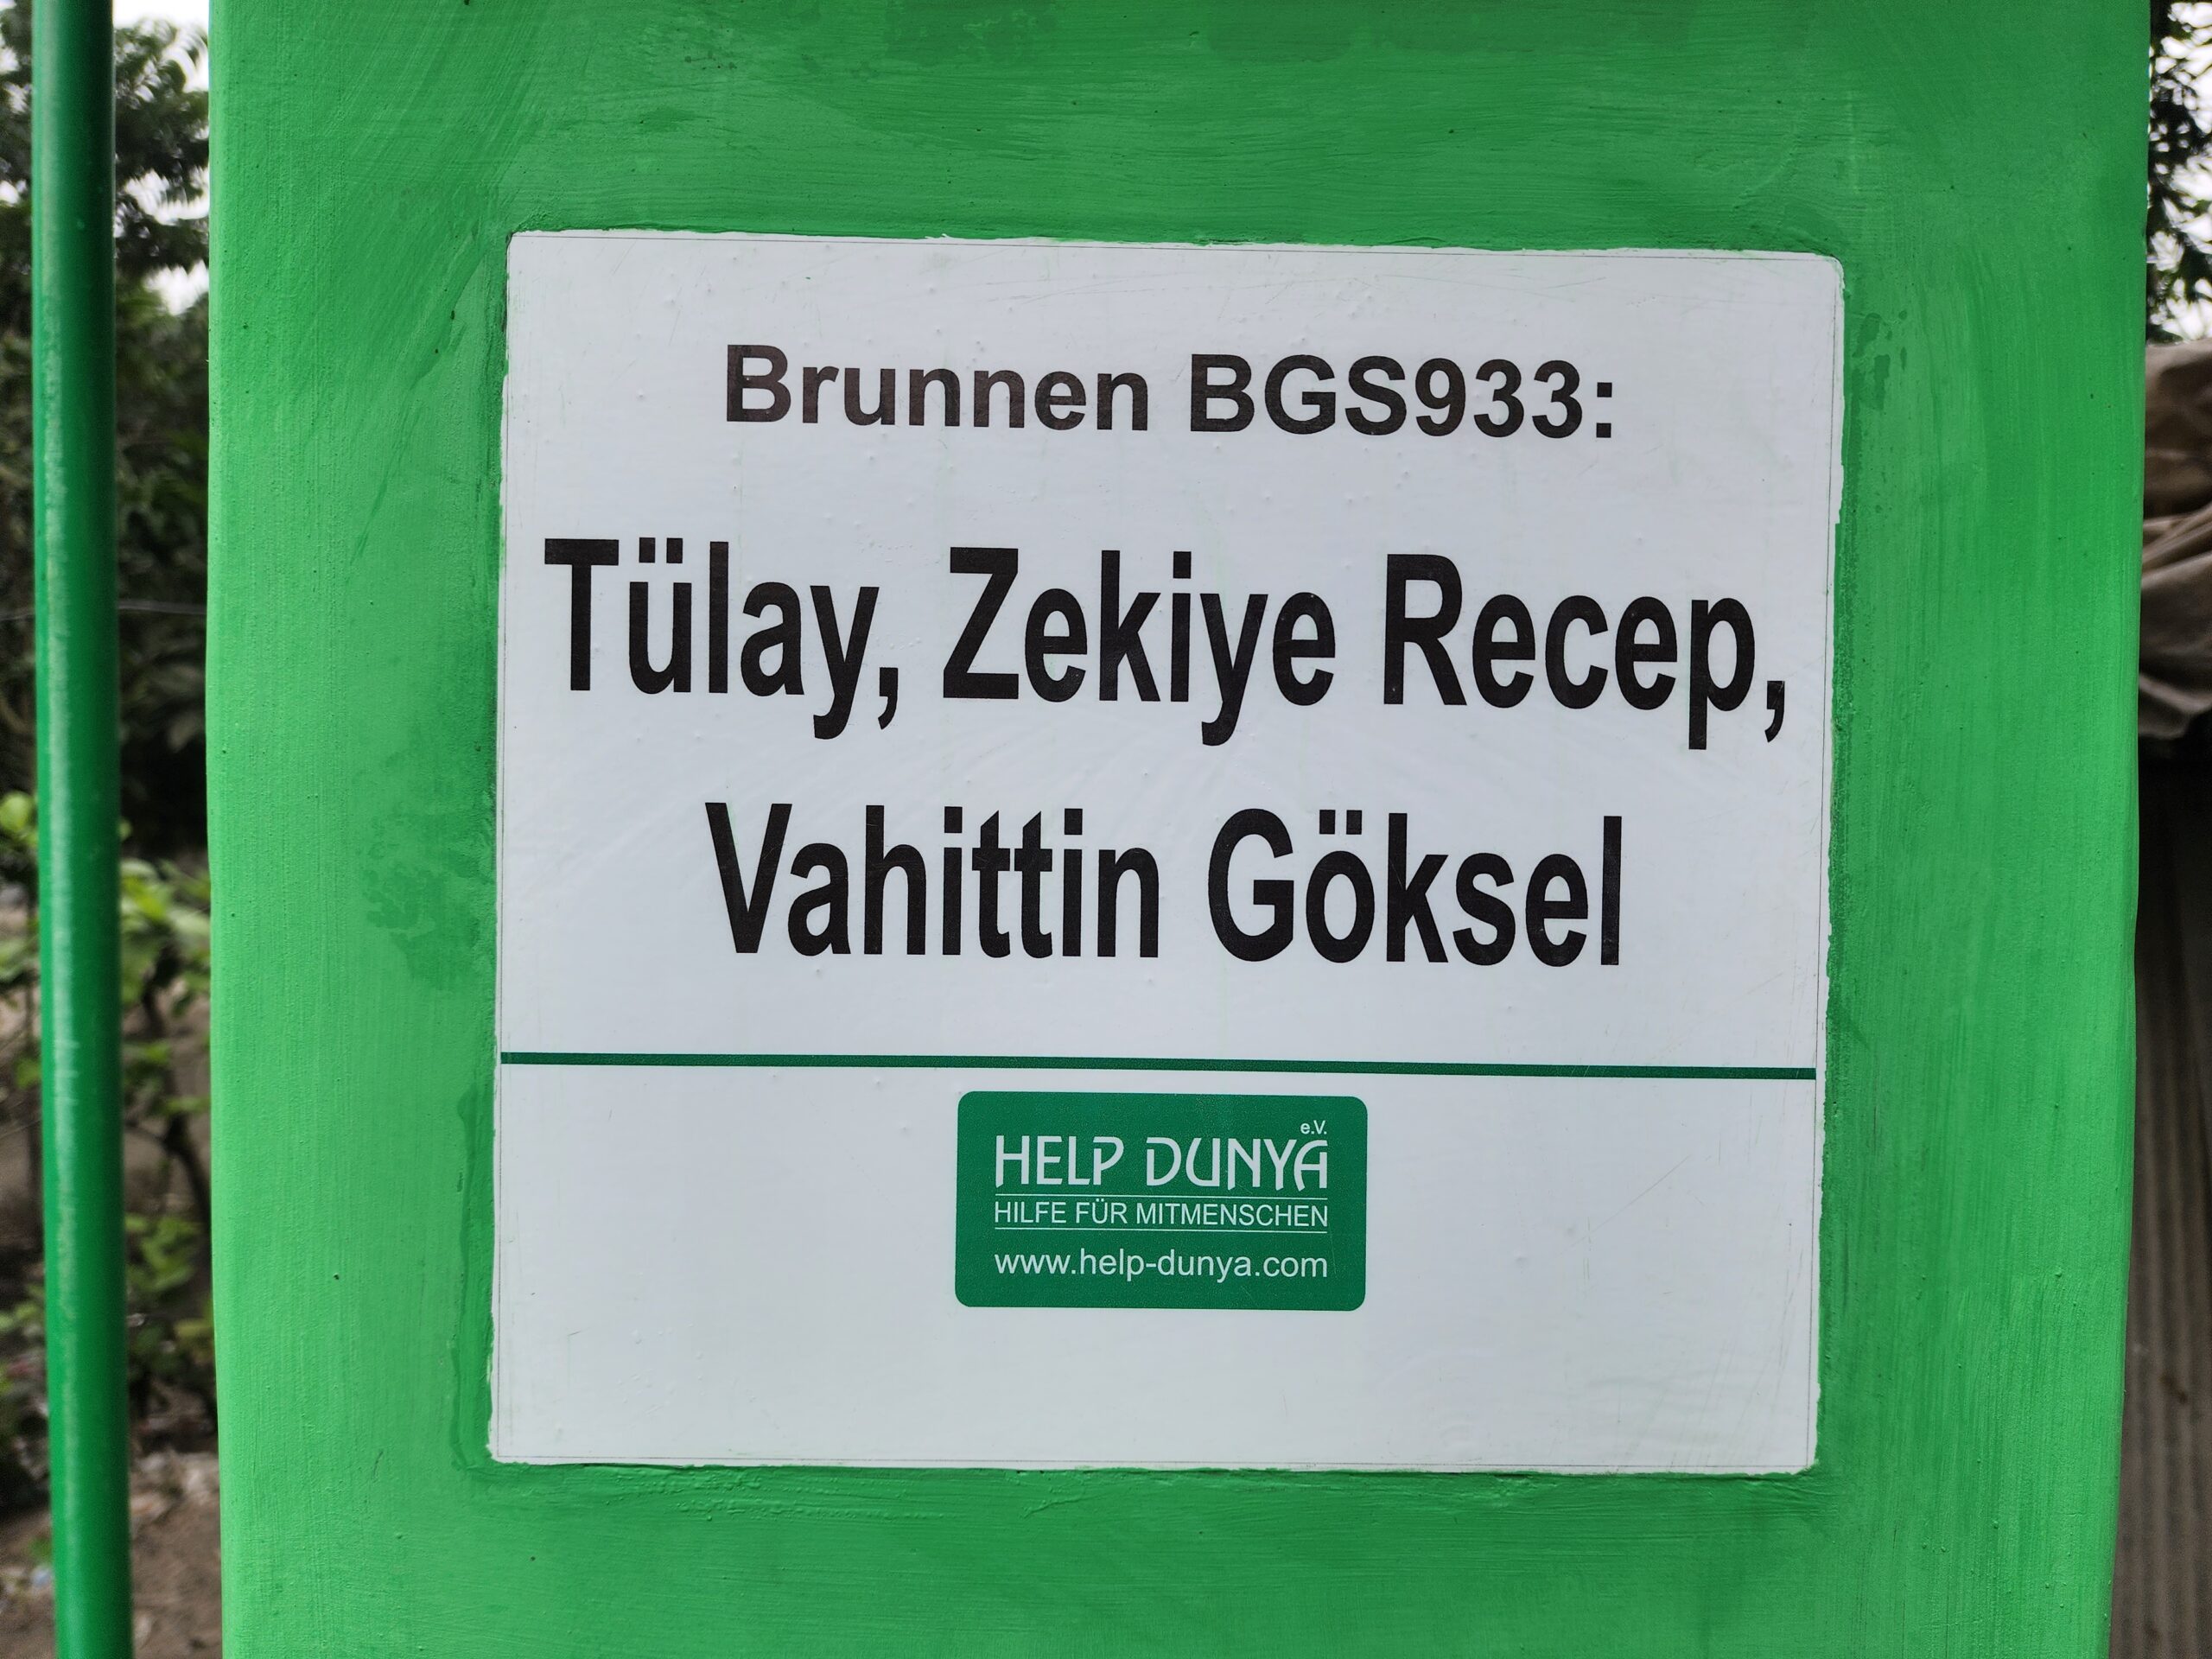 Brunnen BGS933:
Tülay, Zekiye Recep,
Vahittin Göksel
e.V.
HELP DUNYA
HILFE FÜR MITMENSCHEN
www.help-dunya.com